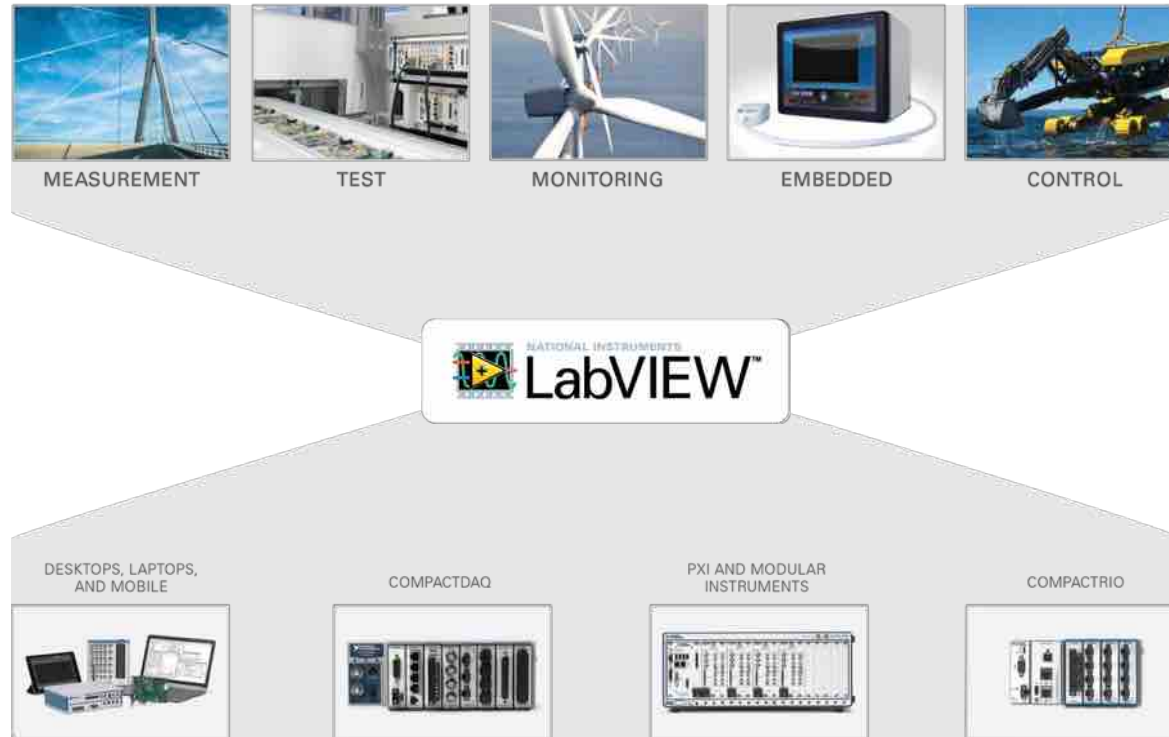 MEASUREMENT
TEST
MONITORING
EMBEDDED
CONTROL
NATIONAL INSTRUMENTS
LabVIEW™
DESKTOPS, LAPTOPS,
AND MOBILE
COMPACTDAQ
PXI AND MODULAR
INSTRUMENTS
COMPACTRIO